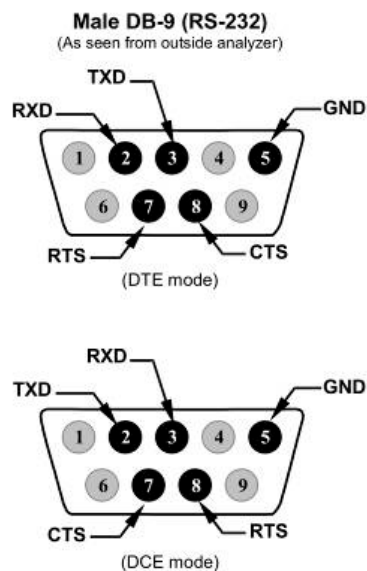 Male DB-9 (RS-232)
(As seen from outside analyzer)
TXD
RXD
GND
1 2 3 4 5
6 7 8 9
RTS
CTS
(DTE mode)
RXD
TXD
GND
1 2 3 4 5
6 7 8 9
CTS
RTS
(DCE mode)